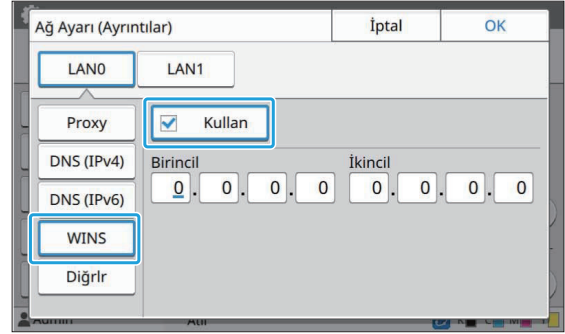 Ağ Ayarı (Ayrıntılar) İptal OK
LAN0 LAN1
Proxy
Kullan
DNS (IPv4)
Birincil İkincil
0. 0. 0. 0 0. 0. 0. 0
DNS (IPv6)
WINS
Diğrlr
Admin Atıl